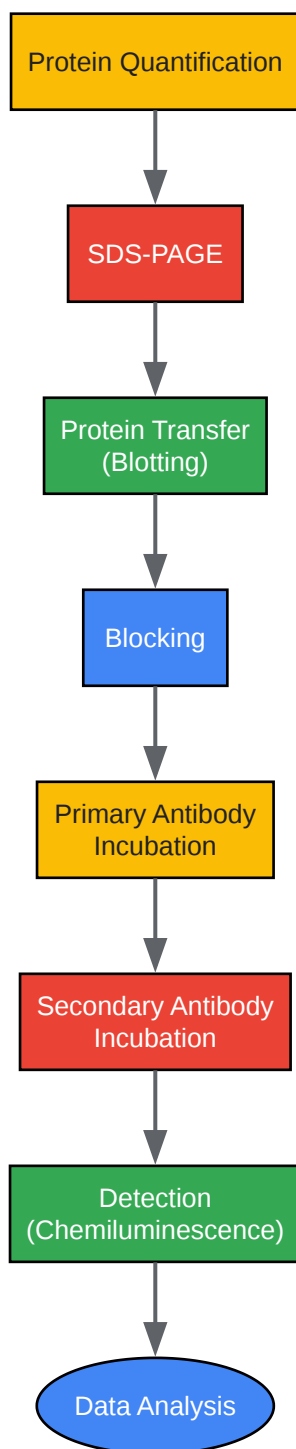 Protein Quantification
SDS-PAGE
Protein Transfer
(Blotting)
Blocking
Primary Antibody
Incubation
Secondary Antibody
Incubation
Detection
(Chemiluminescence)
Data Analysis